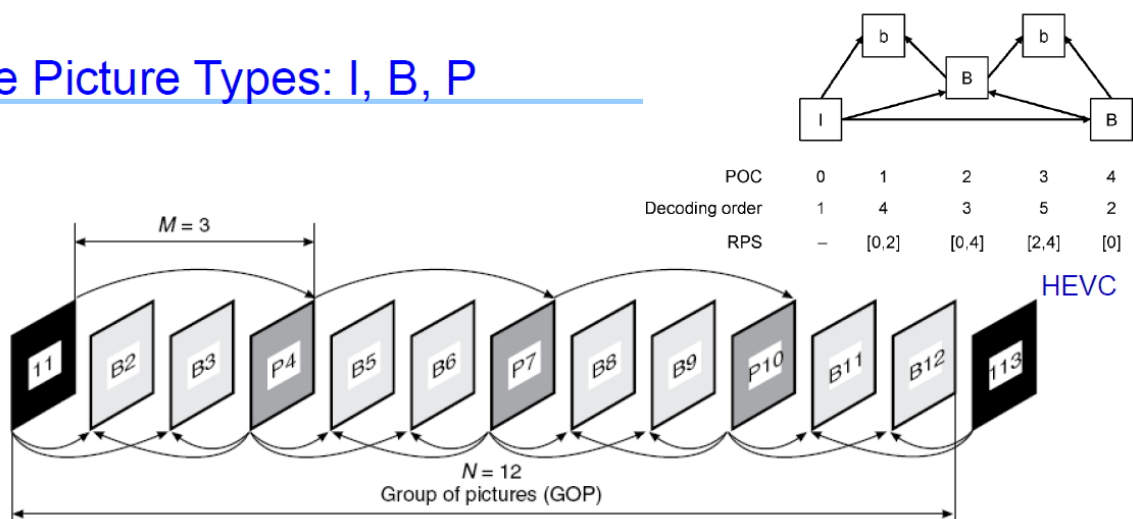 e Picture Types: I, B, P
b b
B
I B
POC 0 1 2 3 4
Decoding order 1 4 3 5 2
RPS – [0,2] [0,4] [2,4] [0]
HEVC
M = 3
11 B2 B3 P4 B5 B6 P7 B8 B9 P10 B11 B12 113
N = 12
Group of pictures (GOP)